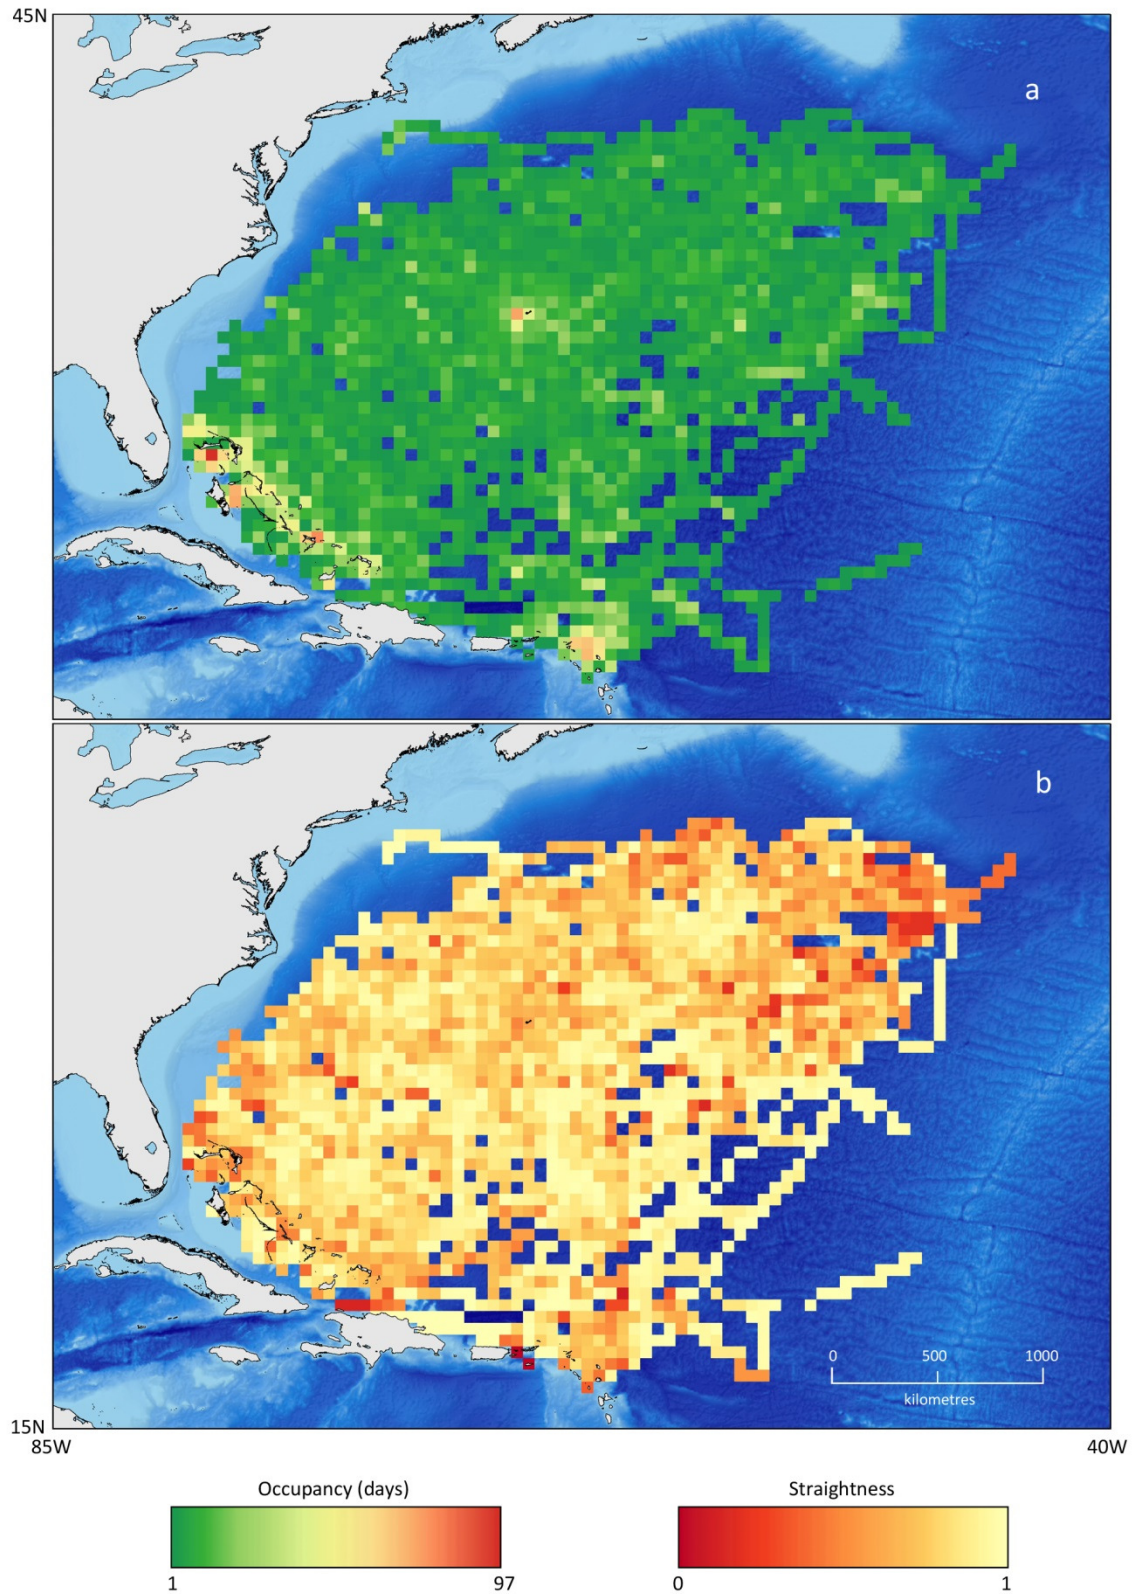 45N
a
b
0 500 1000
kilometres
15N
85W 40W
Occupancy (days) Straightness
1 97 0 1